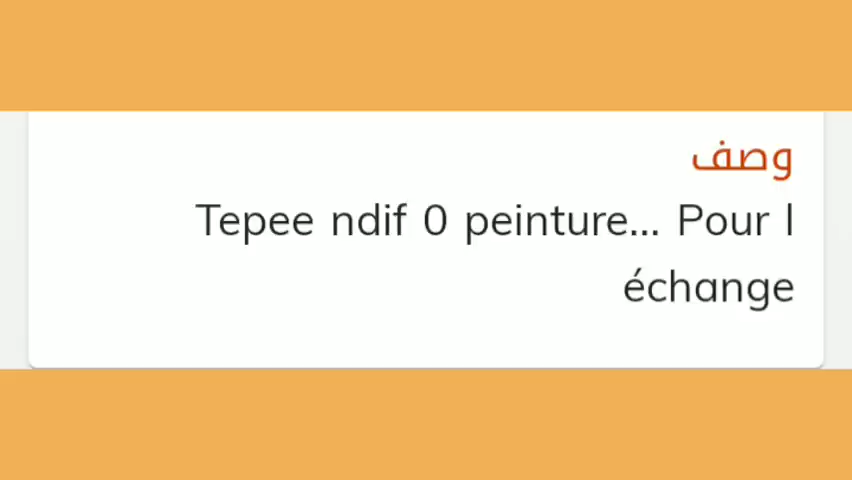 وصف
Tepee ndif 0 peinture... Pour l
échange